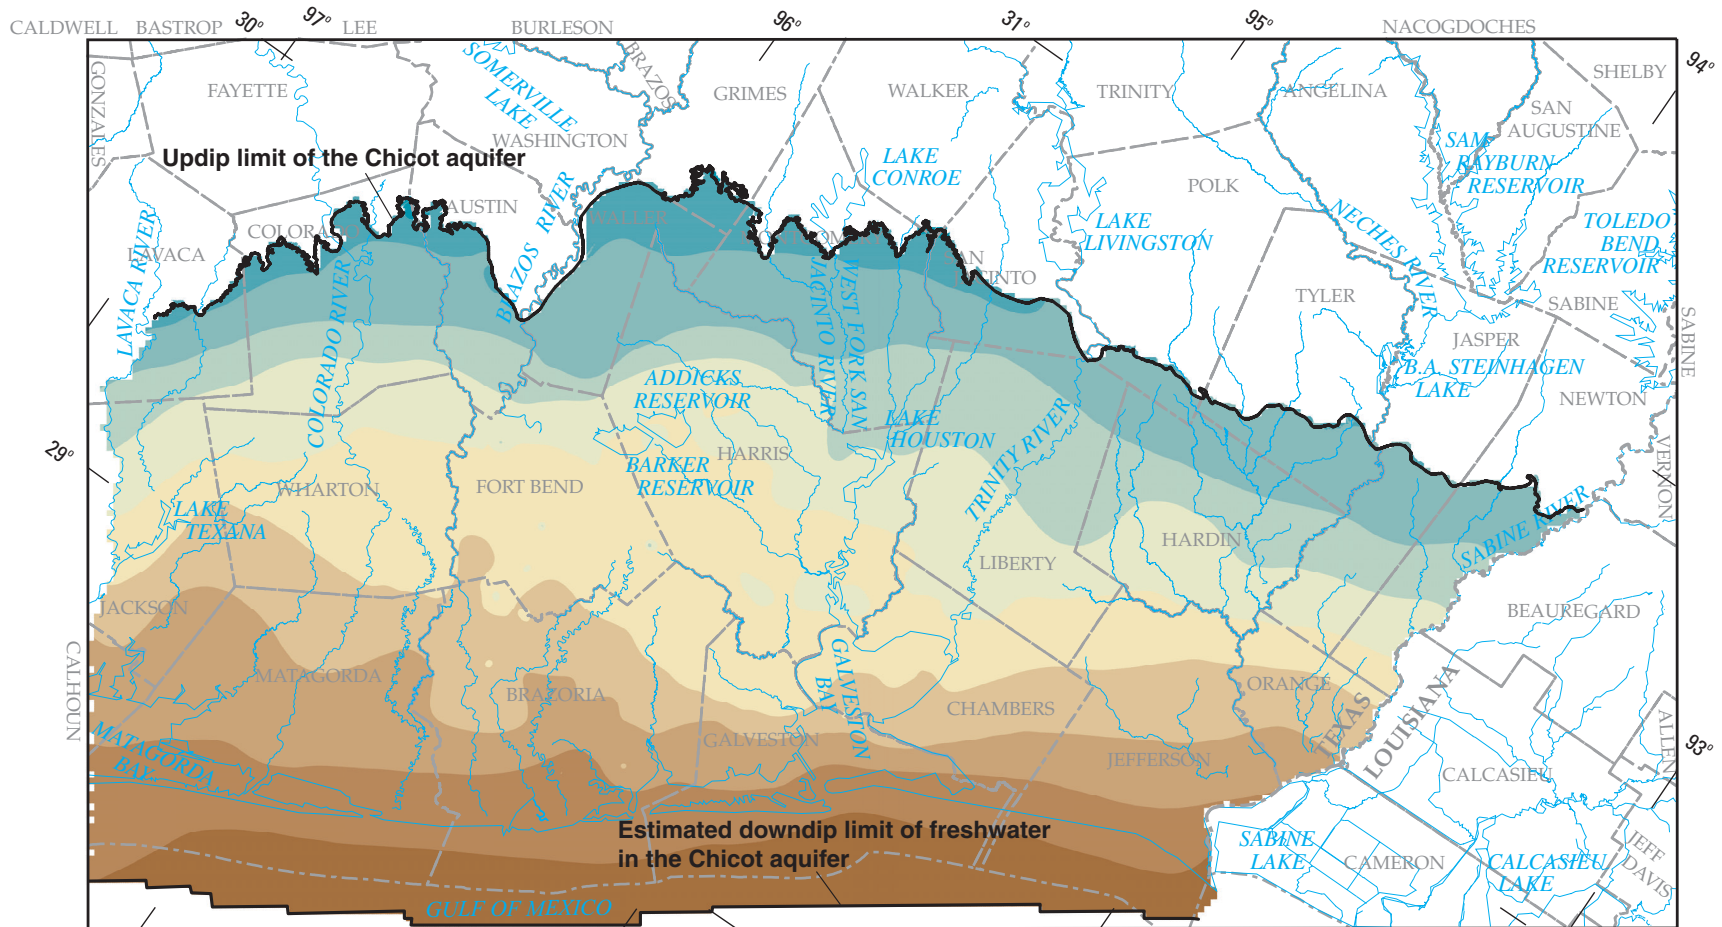 CALDWELL
BASTROP
30°
97°
LEE
BURLESON
BRAZOS
96°
31°
95°
NACOGDOCHES
94°
GONZALES
FAYETTE
SOMERVILLE
LAKE
GRIMES
WALKER
TRINITY
ANGELINA
SHELBY
SAN
AUGUSTINE
WASHINGTON
Updip limit of the Chicot aquifer
LAKE
CONROE
SAM
RAYBURN
RESERVOIR
POLK
AUSTIN
WALLER
BRAZOS RIVER
LAVACA RIVER
LAVACA
COLORADO
MONTGOMERY
SAN
JACINTO
LAKE
LIVINGSTON
NECHES RIVER
TOLEDO
BEND
RESERVOIR
SABINE
SABINE
TYLER
JASPER
COLORADO RIVER
WEST FORK SAN
JACINTO RIVER
B.A. STEINHAGEN
LAKE
NEWTON
ADDICKS
RESERVOIR
LAKE
HOUSTON
TRINITY RIVER
29°
HARRIS
BARKER
RESERVOIR
VERNON
WHARTON
FORT BEND
LAKE
TEXANA
SABINE RIVER
HARDIN
LIBERTY
JACKSON
BEAUREGARD
CALHOUN
MATAGORDA
BRAZORIA
GALVESTON
BAY
ORANGE
CHAMBERS
TEXAS
LOUISIANA
ALLEN
93°
MATAGORDA
BAY
GALVESTON
JEFFERSON
CALCASIEU
Estimated downdip limit of freshwater
in the Chicot aquifer
SABINE
LAKE
CAMERON
CALCASIEU
LAKE
JEFF
DAVIS
GULF OF MEXICO